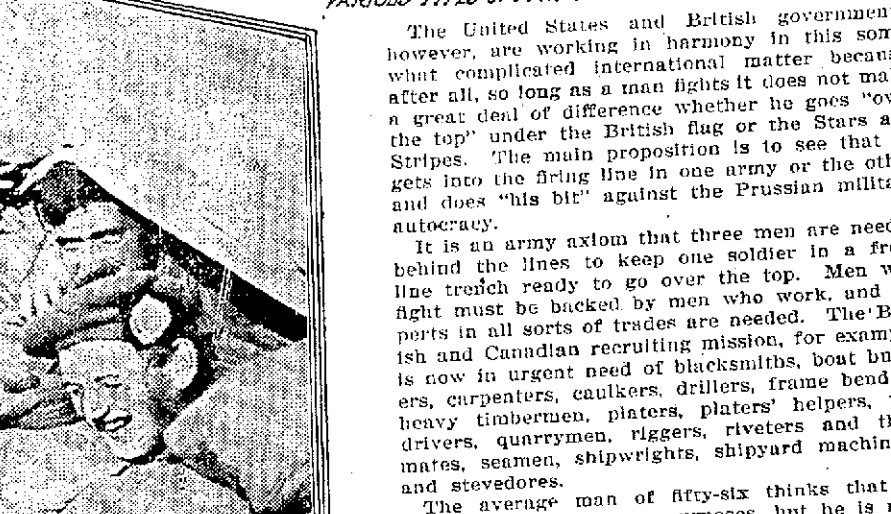 VARIOUS TYPES OF
The United States and British governmen
however, are working in harmony in this som
what complicated international matter becau
after all, so long as a man fights it does not ma
a great deal of difference whether he goes "ov
the top" under the British flag or the Stars a
Stripes. The main proposition is to see that
gets into the firing line in one army or the oth
and does "his bit" against the Prussian milita
autocracy.
It is an army axiom that three men are need
behind the lines to keep one soldier in a fro
line trench ready to go over the top. Men w
fight must be backed by men who work, and
perts in all sorts of trades are needed. The B
ish and Canadian recruiting mission, for examp
is now in urgent need of blacksmiths, boat bu
ers, carpenters, caulkers, drillers, frame bend
heavy timbermen, platers, platers' helpers,
drivers, quarrymen, riggers, riveters and th
mates, seamen, shipwrights, shipyard machin
and stevedores.
The average man of fifty-six thinks that
but he is